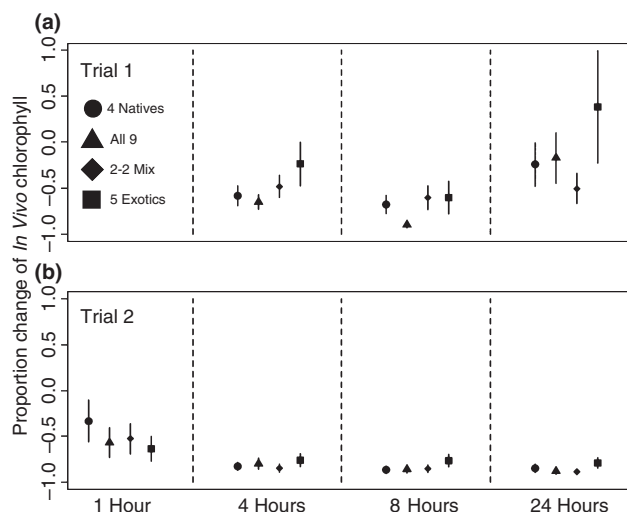 (a)
Trial 1
4 Natives
All 9
2-2 Mix
5 Exotics
1.0
0.5
−0.0
−0.5
−1.0
(b)
Trial 2
1.0
0.5
0.0
−0.5
−1.0
Proportion change of In Vivo chlorophyll
1 Hour 4 Hours 8 Hours 24 Hours